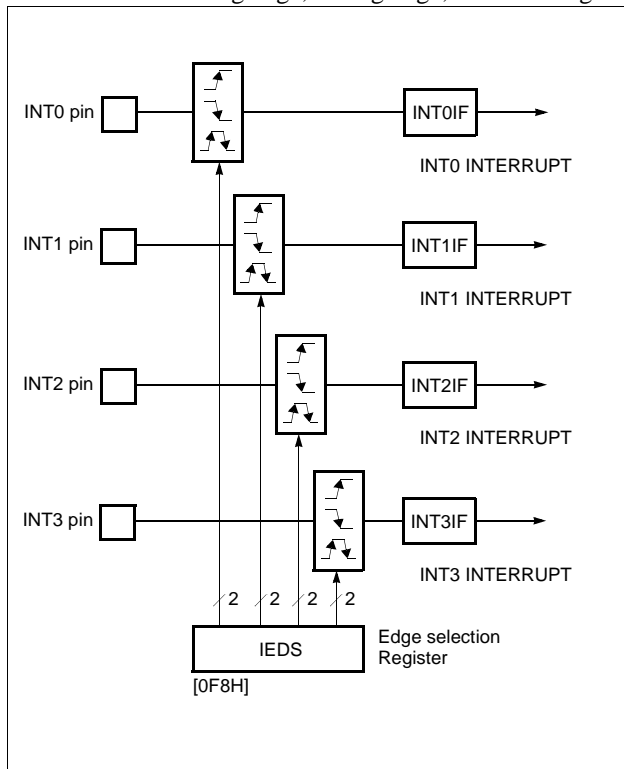 INT0 pin
INT0IF
INT0 INTERRUPT
INT1 pin
INT1IF
INT1 INTERRUPT
INT2 pin
INT2IF
INT2 INTERRUPT
INT3 pin
INT3IF
INT3 INTERRUPT
2 2 2 2
IEDS
Edge selection
Register
[0F8H]